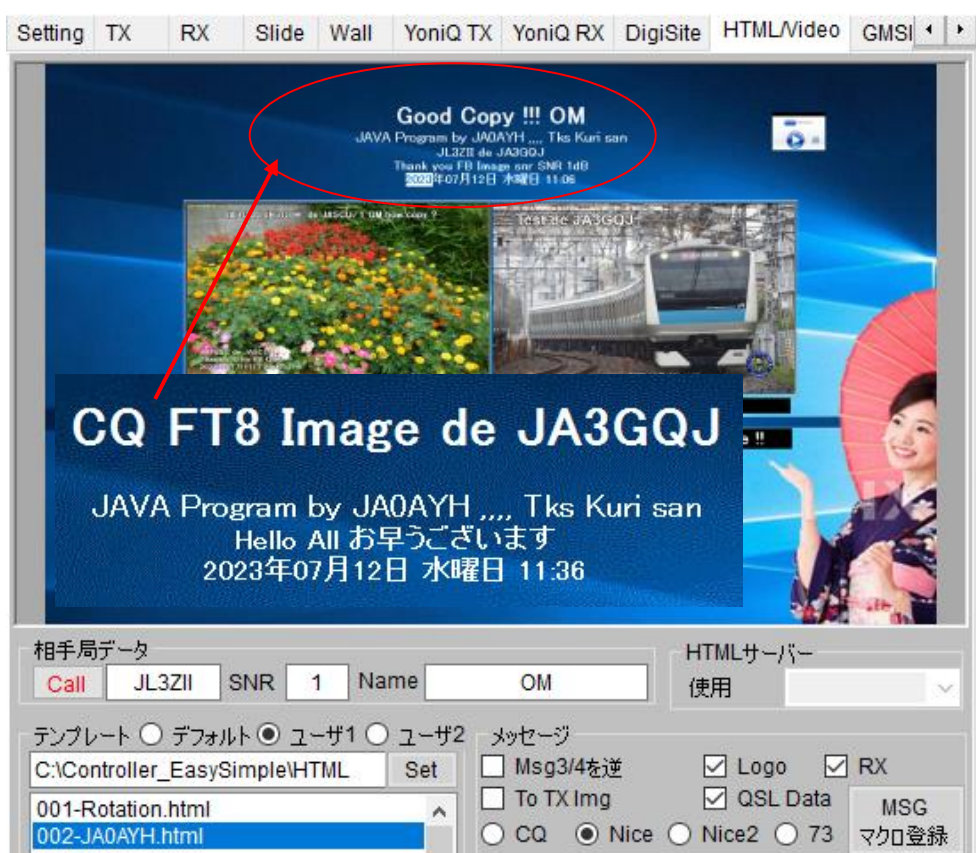 Setting TX RX Slide Wall YoniQ TX YoniQ RX DigiSite HTML/Video GMSI
Good Copy !!! OM
JAVA Program by JA0AYH ,,,, Tks Kuri san
JL3ZII de JA3GQJ
Thank you FB Image snr SNR 1dB
2023年07月12日 水曜日 11:06
Test de JA3GQJ
CQ FT8 Image de JA3GQJ
!!
JAVA Program by JA0AYH ,,,, Tks Kuri san
Hello All お早うございます
2023年07月12日 水曜日 11:36
相手局データ
Call JL3ZII SNR 1 Name OM
HTMLサーバー
使用
テンプレート デフォルト ユーザ1 ユーザ2
C:\Controller_EasySimple\HTML Set
001-Rotation.html
002-JA0AYH.html
メッセージ
Msg3/4を逆 Logo RX
To TX Img QSL Data
CQ Nice Nice2 73
MSG
マクロ登録